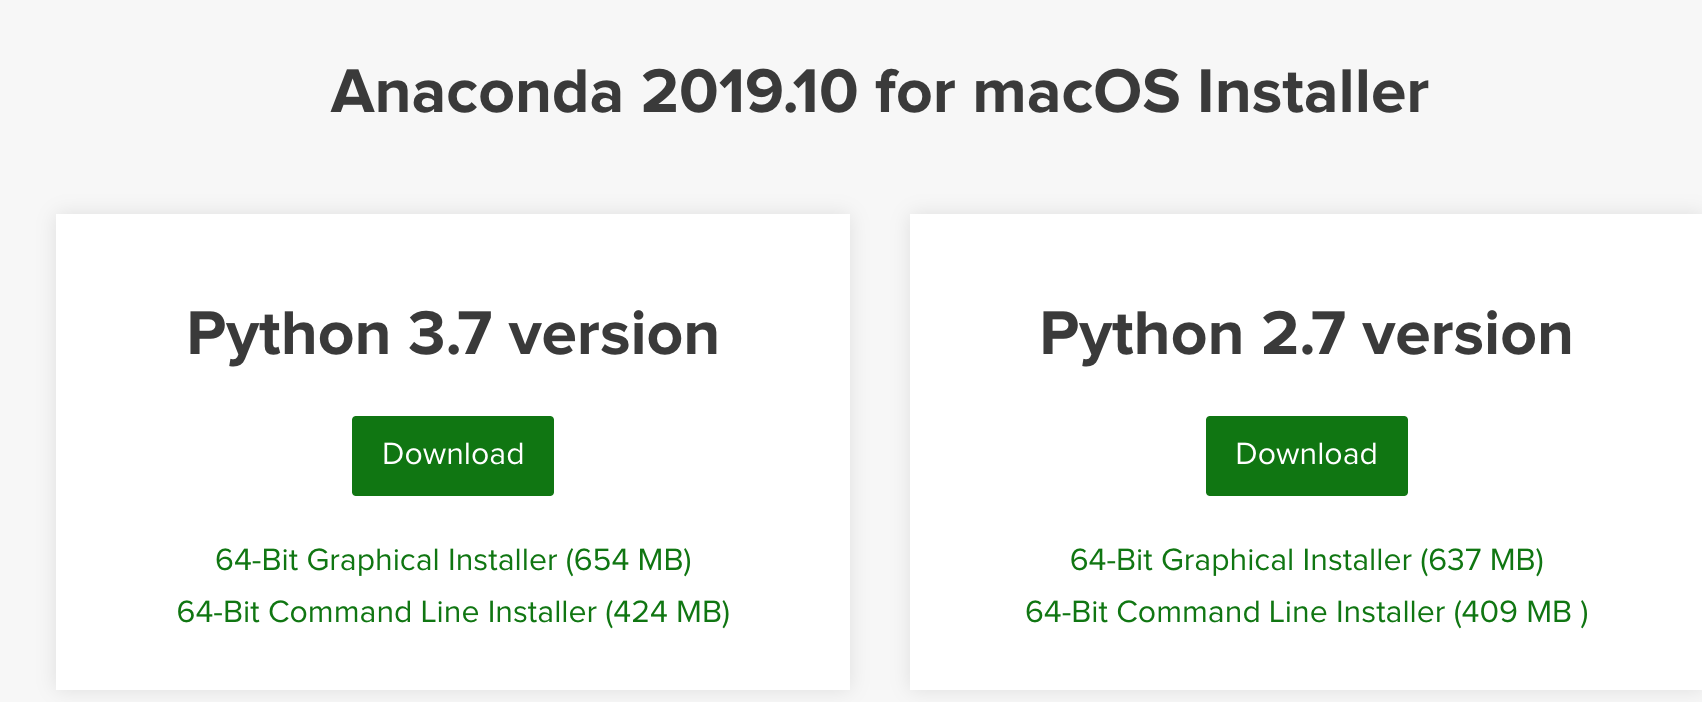 Anaconda 2019.10 for macOS Installer
Python 3.7 version
Download
64-Bit Graphical Installer (654 MB)
64-Bit Command Line Installer (424 MB)
Python 2.7 version
Download
64-Bit Graphical Installer (637 MB)
64-Bit Command Line Installer (409 MB )